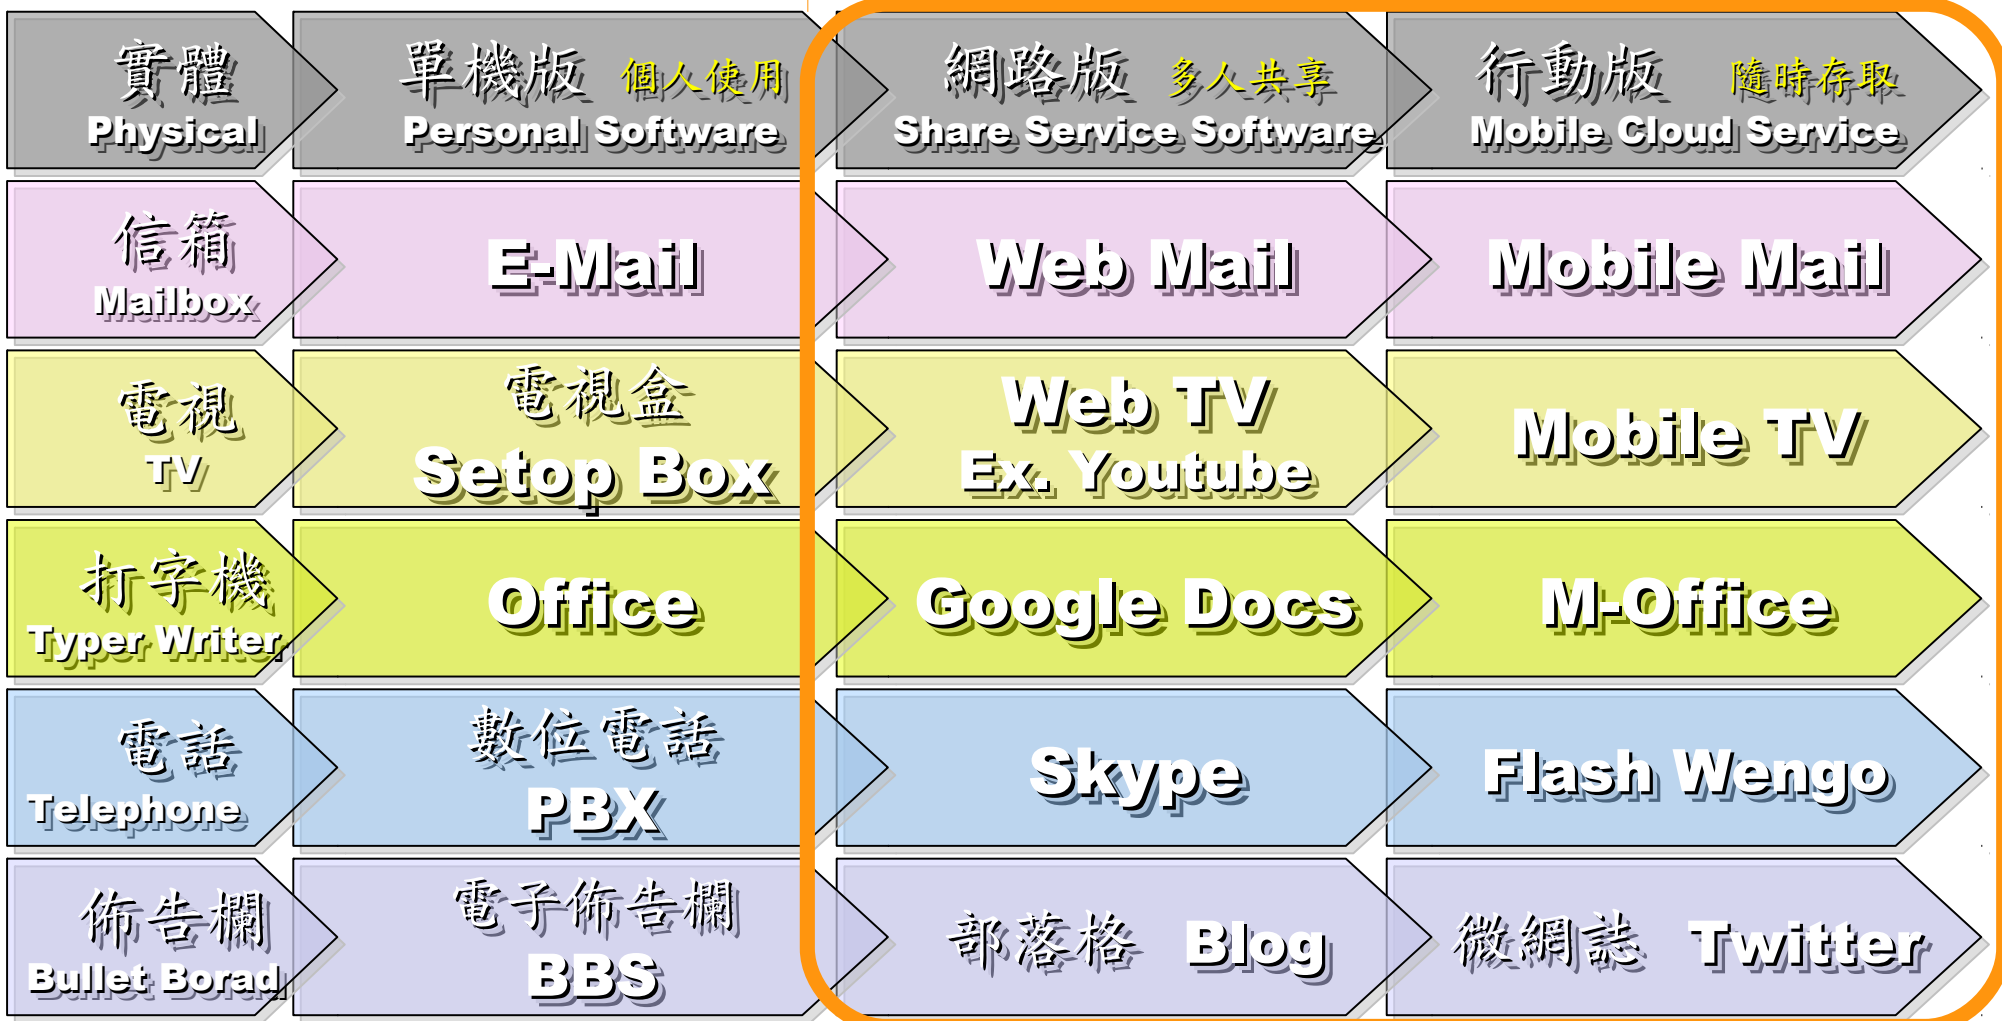 實體
Physical
單機版 個人使用
Personal Software
網路版 多人共享
Share Service Software
行動版 隨時存取
Mobile Cloud Service
信箱
Mailbox
E-Mail
Web Mail
Mobile Mail
電視
TV
電視盒
Setop Box
Web TV
Ex. Youtube
Mobile TV
打字機
Typer Writer
Office
Google Docs
M-Office
電話
Telephone
數位電話
PBX
Skype
Flash Wengo
佈告欄
Bullet Borad
電子佈告欄
BBS
部落格 Blog
微網誌 Twitter